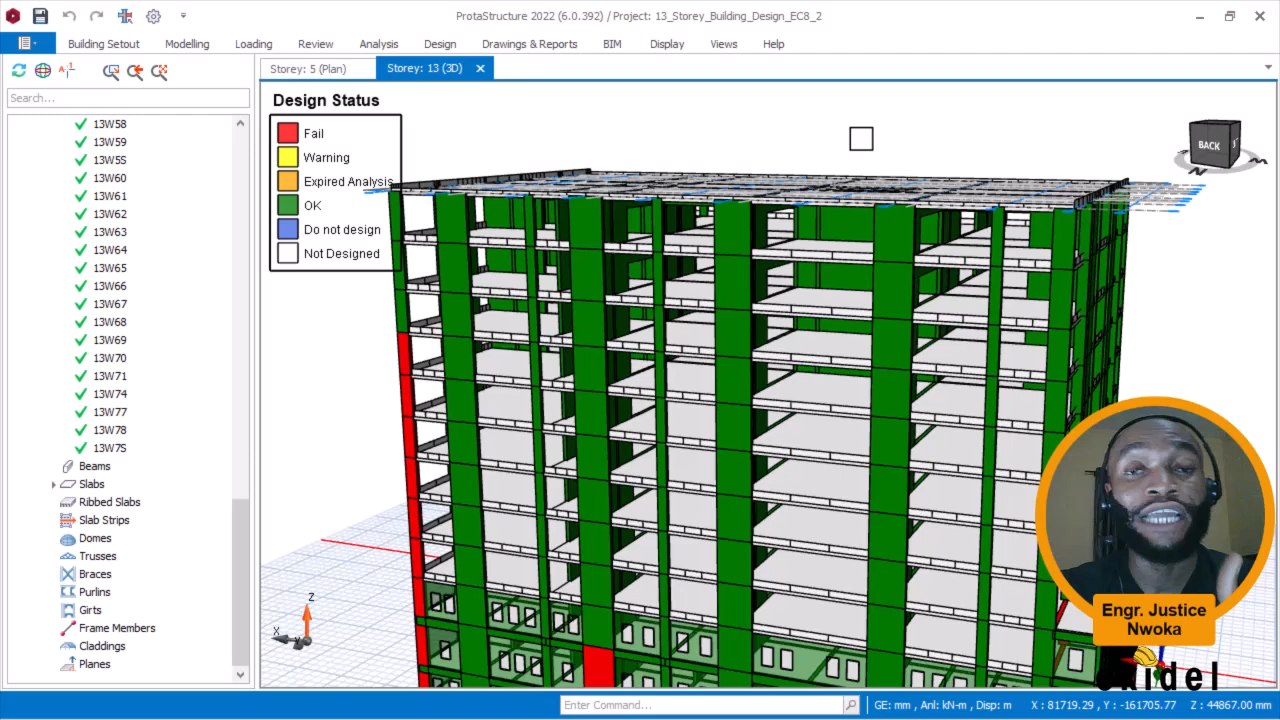 ProtaStructure 2022 (6.0.392) / Project: 13_Storey_Building_Design_EC8_2
Building Setout Modelling Loading Review Analysis Design Drawings & Reports BIM Display Views Help
Storey: 5 (Plan) Storey: 13 (3D)
Search...
13W58
13W59
13W5S
13W60
13W61
13W62
13W63
13W64
13W65
13W66
13W67
13W68
13W69
13W70
13W71
13W74
13W77
13W78
13W7S
Beams
Slabs
Ribbed Slabs
Slab Strips
Domes
Trusses
Braces
Purlins
Girts
Frame Members
Claddings
Planes
Design Status
Fail
Warning
Expired Analysis
OK
Do not design
Not Designed
BACK
Z
X
Engr. Justice
Nwoka
Enter Command...
GE: mm , Anl: kN-m , Disp: m X : 81719.29 , Y : -161705.77 Z : 44867.00 mm